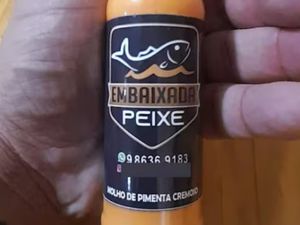 EMBAIXADA
PEIXE
9 8636 9183
MOLHO DE PIMENTA CREMOSO